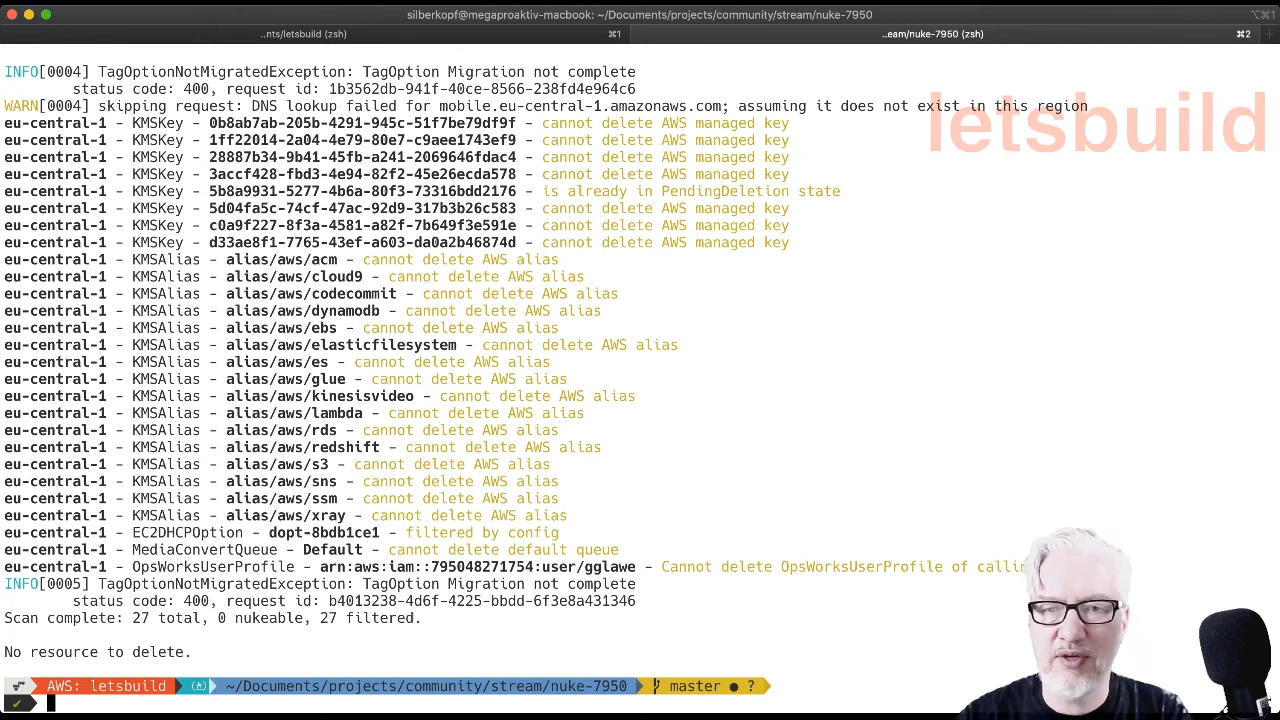 silberkopf@megaproaktiv-macbook: ~/Documents/projects/community/stream/nuke-7950
⌥⌘1
..nts/letsbuild (zsh)
⌘1
..eam/nuke-7950 (zsh)
⌘2
INFO[0004] TagOptionNotMigratedException: TagOption Migration not complete
status code: 400, request id: 1b3562db-941f-40ce-8566-238fd4e964c6
WARN[0004] skipping request: DNS lookup failed for mobile.eu-central-1.amazonaws.com; assuming it does not exist in this region
letsbuild
eu-central-1 - KMSKey - 0b8ab7ab-205b-4291-945c-51f7be79df9f - cannot delete AWS managed key
eu-central-1 - KMSKey - 1ff22014-2a04-4e79-80e7-c9aee1743ef9 - cannot delete AWS managed key
eu-central-1 - KMSKey - 28887b34-9b41-45fb-a241-2069646fdac4 - cannot delete AWS managed key
eu-central-1 - KMSKey - 3accf428-fbd3-4e94-82f2-45e26ecda578 - cannot delete AWS managed key
eu-central-1 - KMSKey - 5b8a9931-5277-4b6a-80f3-73316bdd2176 - is already in PendingDeletion state
eu-central-1 - KMSKey - 5d04fa5c-74cf-47ac-92d9-317b3b26c583 - cannot delete AWS managed key
eu-central-1 - KMSKey - c0a9f227-8f3a-4581-a82f-7b649f3e591e - cannot delete AWS managed key
eu-central-1 - KMSKey - d33ae8f1-7765-43ef-a603-da0a2b46874d - cannot delete AWS managed key
eu-central-1 - KMSAlias - alias/aws/acm - cannot delete AWS alias
eu-central-1 - KMSAlias - alias/aws/cloud9 - cannot delete AWS alias
eu-central-1 - KMSAlias - alias/aws/codecommit - cannot delete AWS alias
eu-central-1 - KMSAlias - alias/aws/dynamodb - cannot delete AWS alias
eu-central-1 - KMSAlias - alias/aws/ebs - cannot delete AWS alias
eu-central-1 - KMSAlias - alias/aws/elasticfilesystem - cannot delete AWS alias
eu-central-1 - KMSAlias - alias/aws/es - cannot delete AWS alias
eu-central-1 - KMSAlias - alias/aws/glue - cannot delete AWS alias
eu-central-1 - KMSAlias - alias/aws/kinesisvideo - cannot delete AWS alias
eu-central-1 - KMSAlias - alias/aws/lambda - cannot delete AWS alias
eu-central-1 - KMSAlias - alias/aws/rds - cannot delete AWS alias
eu-central-1 - KMSAlias - alias/aws/redshift - cannot delete AWS alias
eu-central-1 - KMSAlias - alias/aws/s3 - cannot delete AWS alias
eu-central-1 - KMSAlias - alias/aws/sns - cannot delete AWS alias
eu-central-1 - KMSAlias - alias/aws/ssm - cannot delete AWS alias
eu-central-1 - KMSAlias - alias/aws/xray - cannot delete AWS alias
eu-central-1 - EC2DHCPOption - dopt-8bdb1ce1 - filtered by config
eu-central-1 - MediaConvertQueue - Default - cannot delete default queue
eu-central-1 - OpsWorksUserProfile - arn:aws:iam::795048271754:user/gglawe - Cannot delete OpsWorksUserProfile of
INFO[0005] TagOptionNotMigratedException: TagOption Migration not complete
status code: 400, request id: b4013238-4d6f-4225-bbdd-6f3e8a431346
Scan complete: 27 total, 0 nukeable, 27 filtered.
No resource to delete.
AWS: letsbuild ~/Documents/projects/community/stream/nuke-7950 master ● ?
✓